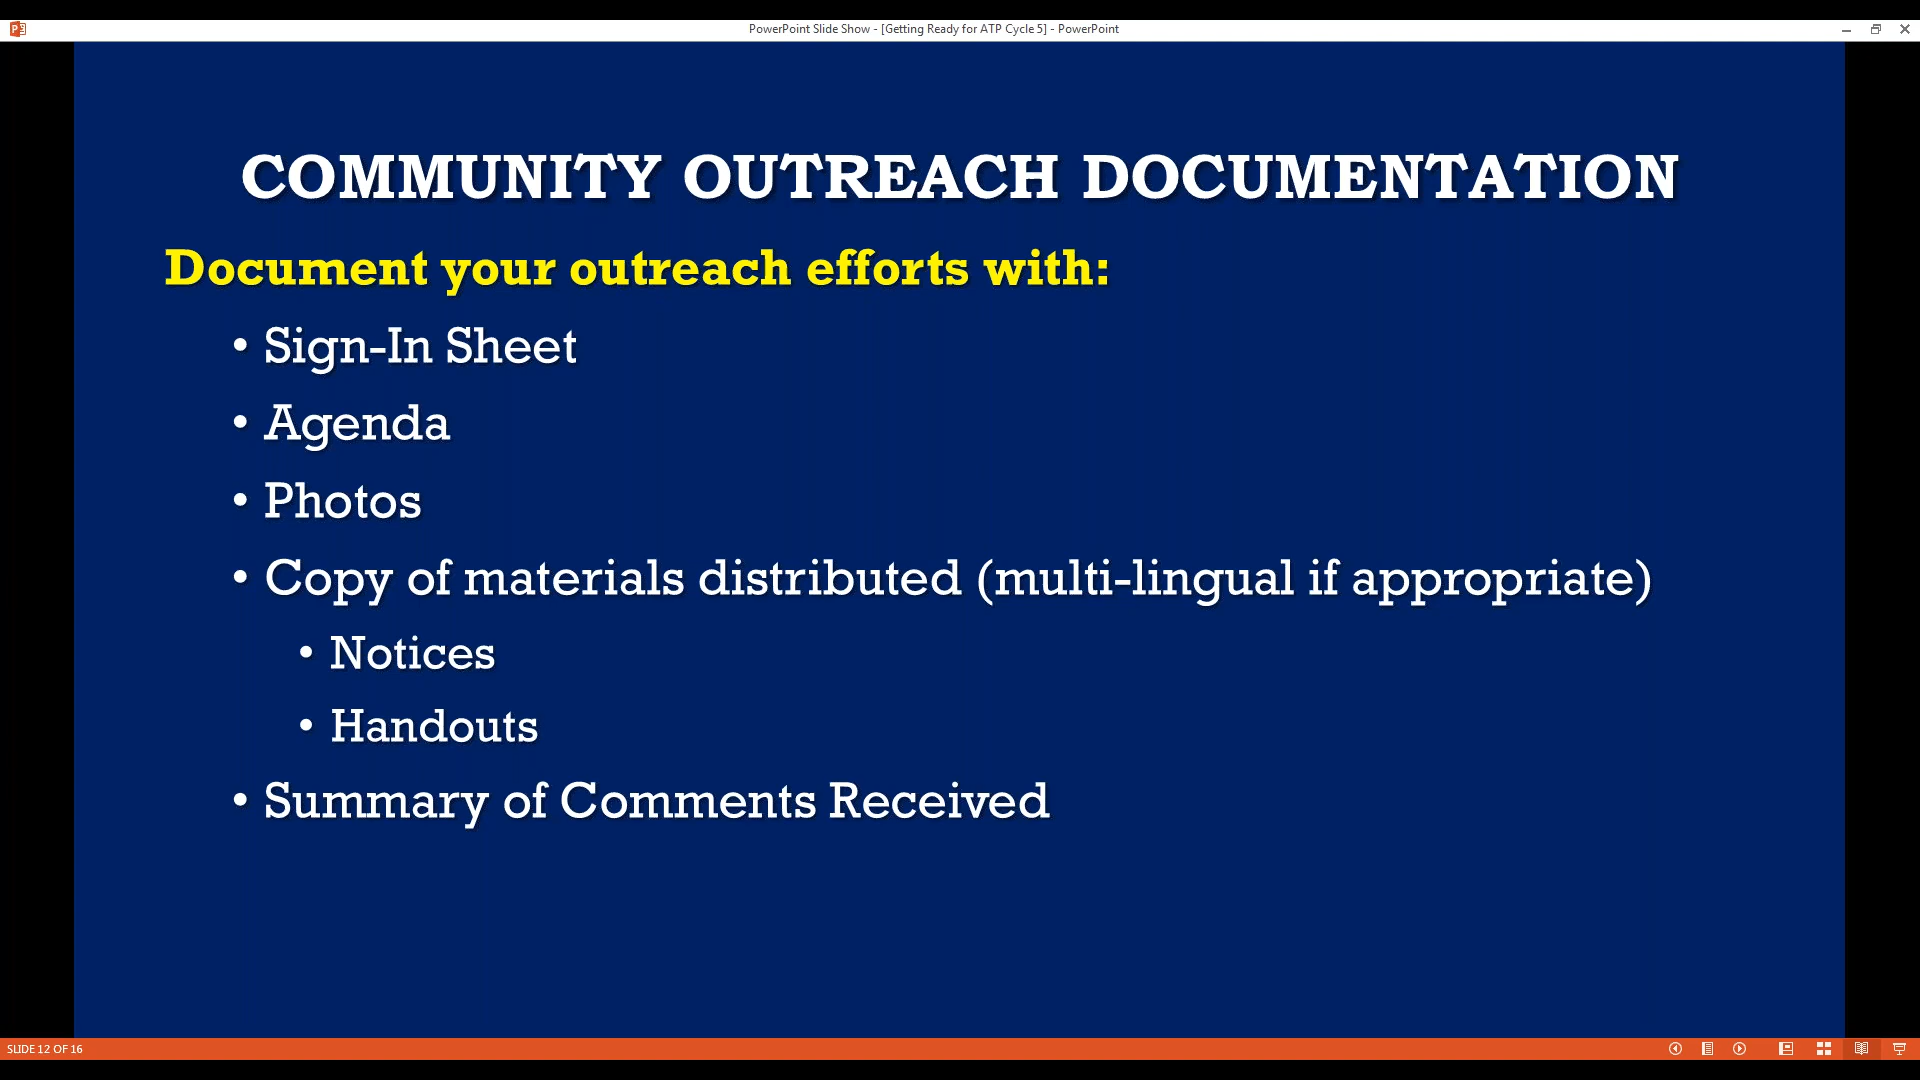 PowerPoint Slide Show - [Getting Ready for ATP Cycle 5] - PowerPoint
COMMUNITY OUTREACH DOCUMENTATION
Document your outreach efforts with:
• Sign-In Sheet
• Agenda
• Photos
• Copy of materials distributed (multi-lingual if appropriate)
• Notices
• Handouts
• Summary of Comments Received
SLIDE 12 OF 16